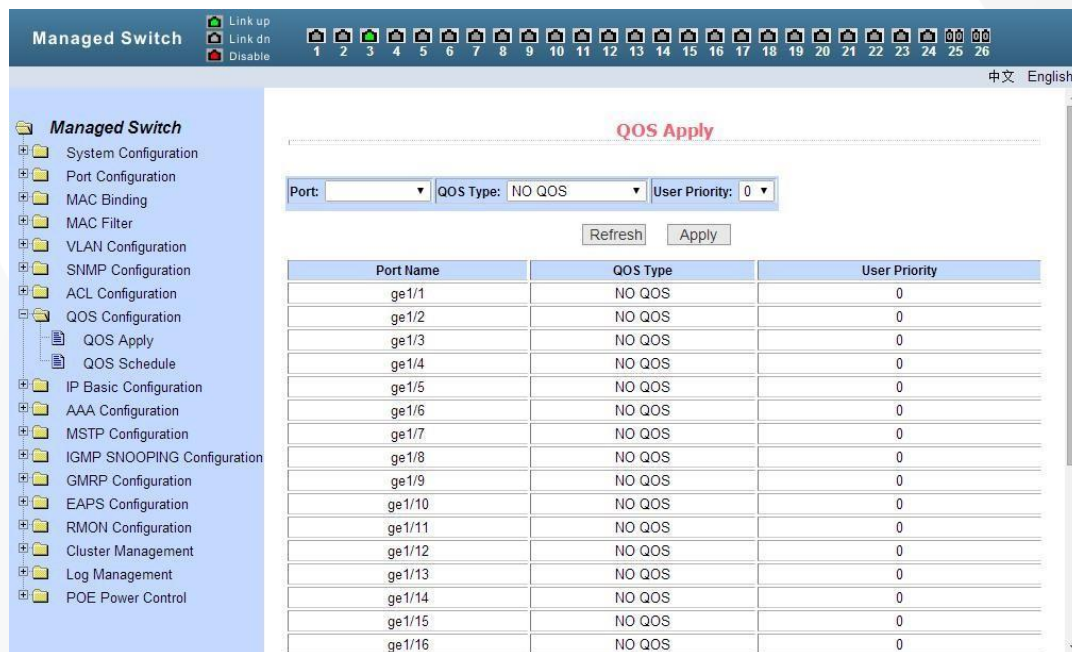 Managed Switch
Link up
Link dn
Disable
1 2 3 4 5 6 7 8 9 10 11 12 13 14 15 16 17 18 19 20 21 22 23 24 25 26
中文 English
Managed Switch
System Configuration
Port Configuration
MAC Binding
MAC Filter
VLAN Configuration
SNMP Configuration
ACL Configuration
QOS Configuration
QOS Apply
QOS Schedule
IP Basic Configuration
AAA Configuration
MSTP Configuration
IGMP SNOOPING Configuration
GMRP Configuration
EAPS Configuration
RMON Configuration
Cluster Management
Log Management
POE Power Control
QOS Apply
Port: QOS Type: NO QOS User Priority: 0
Refresh Apply
Port Name QOS Type User Priority
ge1/1 NO QOS 0
ge1/2 NO QOS 0
ge1/3 NO QOS 0
ge1/4 NO QOS 0
ge1/5 NO QOS 0
ge1/6 NO QOS 0
ge1/7 NO QOS 0
ge1/8 NO QOS 0
ge1/9 NO QOS 0
ge1/10 NO QOS 0
ge1/11 NO QOS 0
ge1/12 NO QOS 0
ge1/13 NO QOS 0
ge1/14 NO QOS 0
ge1/15 NO QOS 0
ge1/16 NO QOS 0